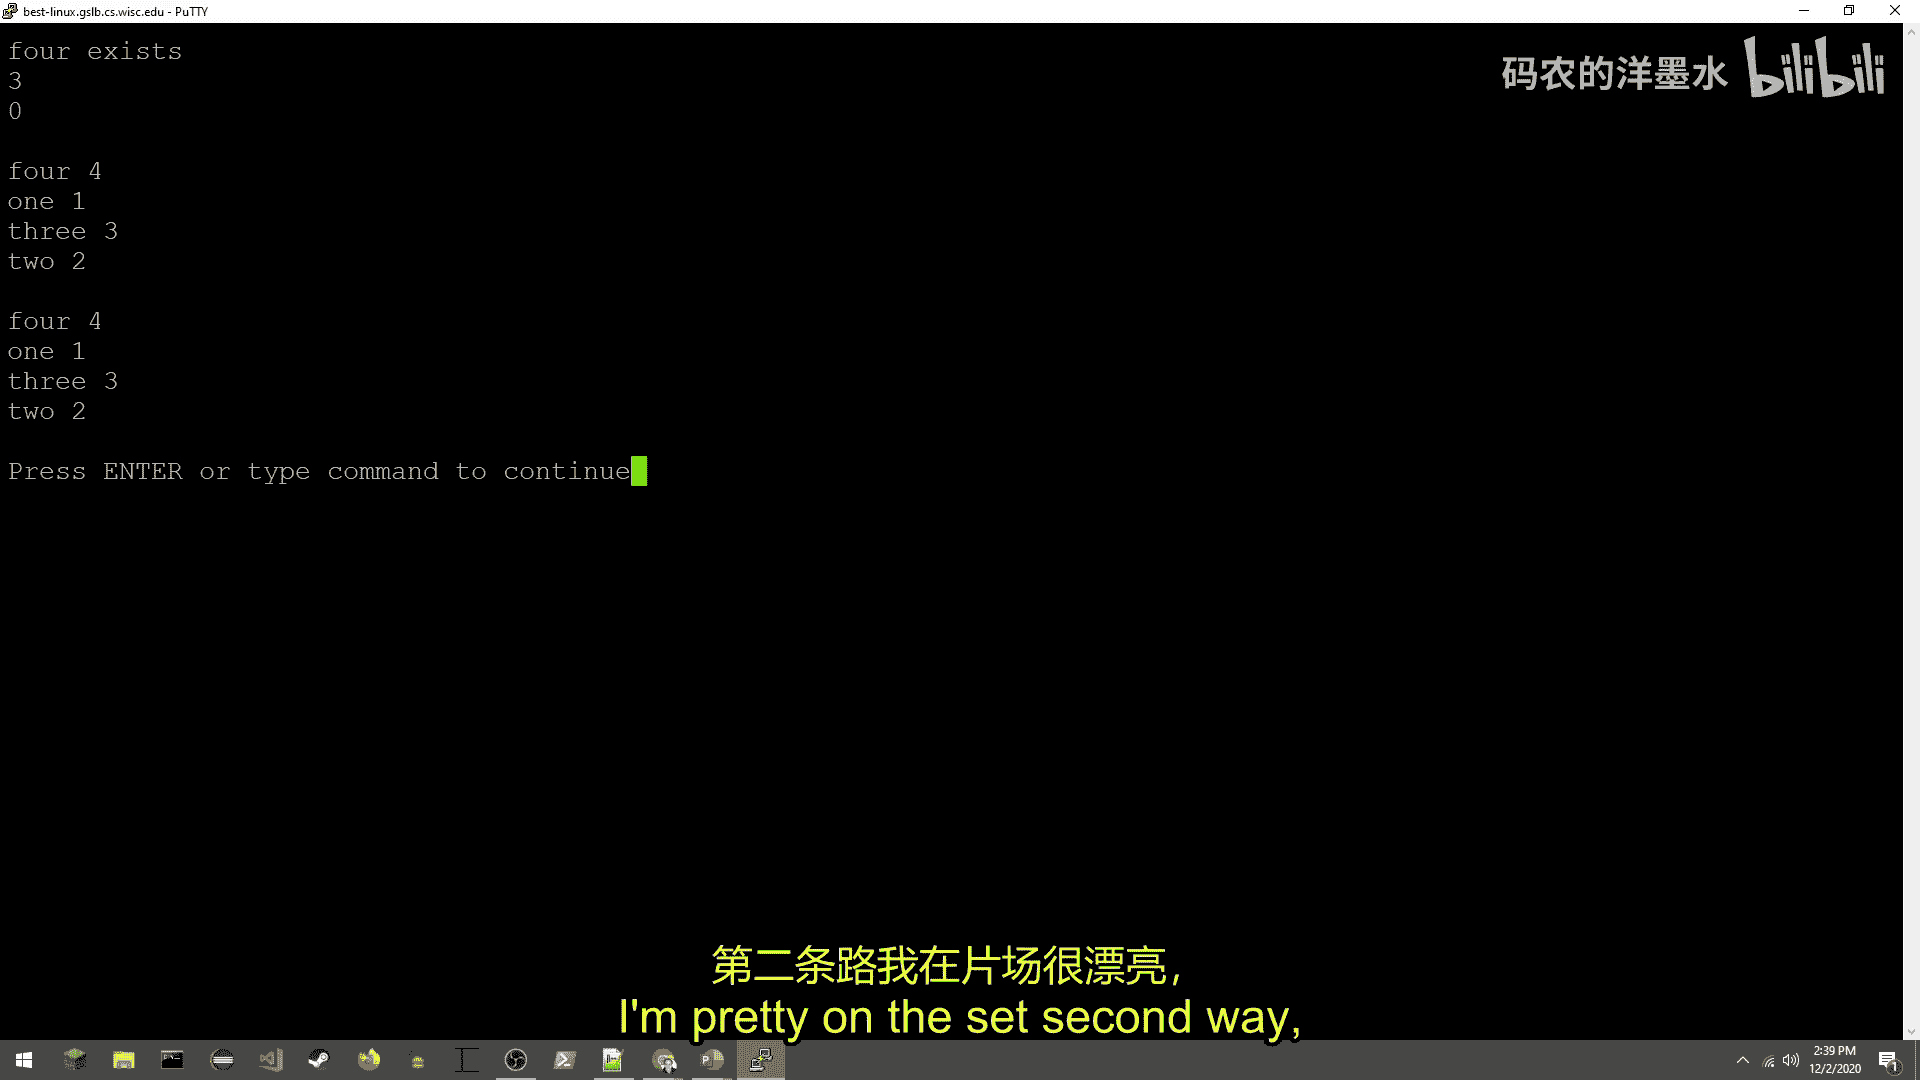 best-linux.gslb.cs.wisc.edu - PuTTY
four exists
码农的洋墨水 bilibili
3
0
four 4
one 1
three 3
two 2
four 4
one 1
three 3
two 2
Press ENTER or type command to continue
第二条路我在片场很漂亮，
I'm pretty on the set second way,
2:39 PM
12/2/2020